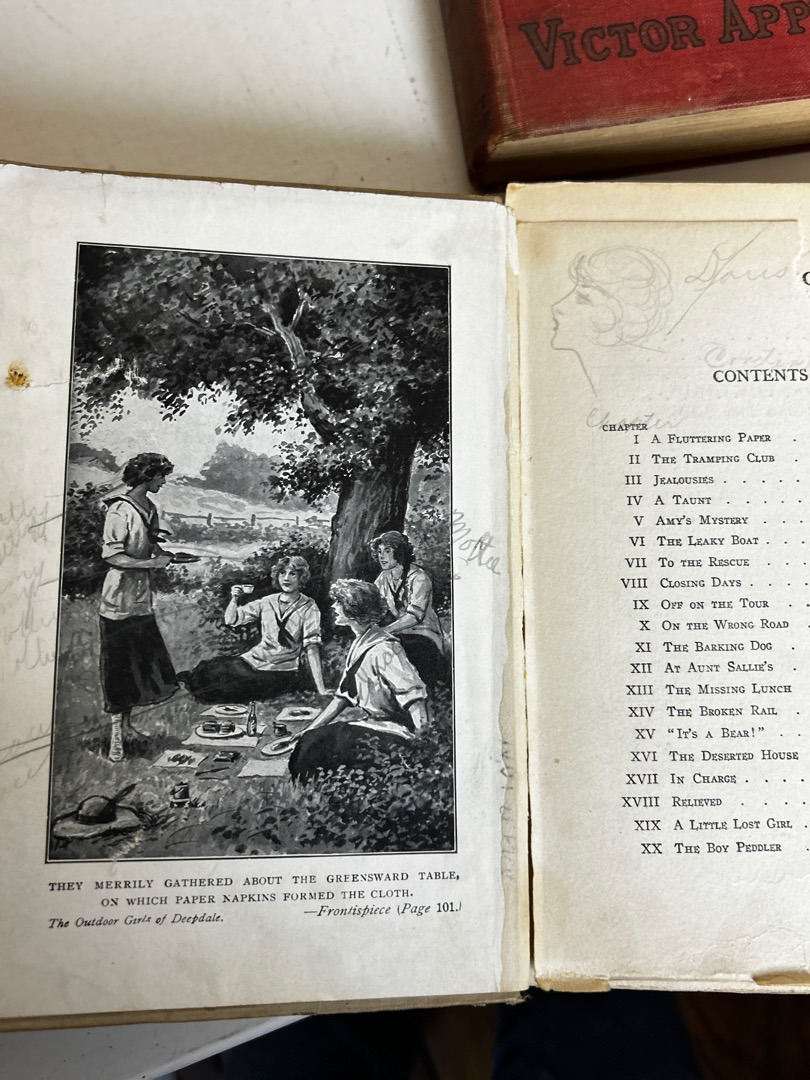 VICTOR APP
THEY MERRILY GATHERED ABOUT THE GREENSWARD TABLE,
ON WHICH PAPER NAPKINS FORMED THE CLOTH.
—Frontispiece (Page 101.)
The Outdoor Girls of Deepdale.
Doris
CONTENTS
Chapter
CHAPTER
I A FLUTTERING PAPER .
II THE TRAMPING CLUB .
III JEALOUSIES . . . . .
IV A TAUNT . . . . .
V AMY'S MYSTERY . . .
VI THE LEAKY BOAT . . .
VII TO THE RESCUE . . .
VIII CLOSING DAYS . . .
IX OFF ON THE TOUR . .
X ON THE WRONG ROAD .
XI THE BARKING DOG .
XII AT AUNT SALLIE'S .
XIII THE MISSING LUNCH
XIV THE BROKEN RAIL .
XV "IT'S A BEAR!" . .
XVI THE DESERTED HOUSE
XVII IN CHARGE . . . .
XVIII RELIEVED . . . .
XIX A LITTLE LOST GIRL .
XX THE BOY PEDDLER .